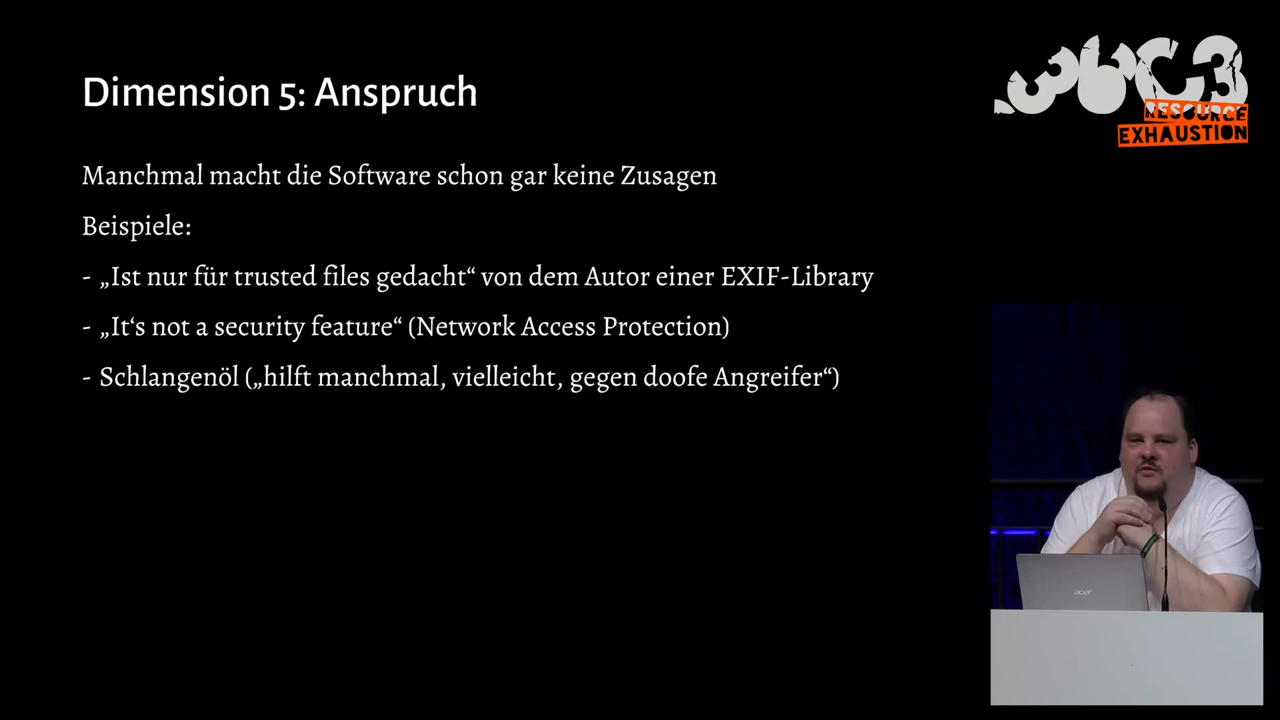 Dimension 5: Anspruch
36C3
RESOURCE
EXHAUSTION
Manchmal macht die Software schon gar keine Zusagen
Beispiele:
- „Ist nur für trusted files gedacht“ von dem Autor einer EXIF-Library
- „It‘s not a security feature“ (Network Access Protection)
- Schlangenöl („hilft manchmal, vielleicht, gegen doofe Angreifer“)
acer